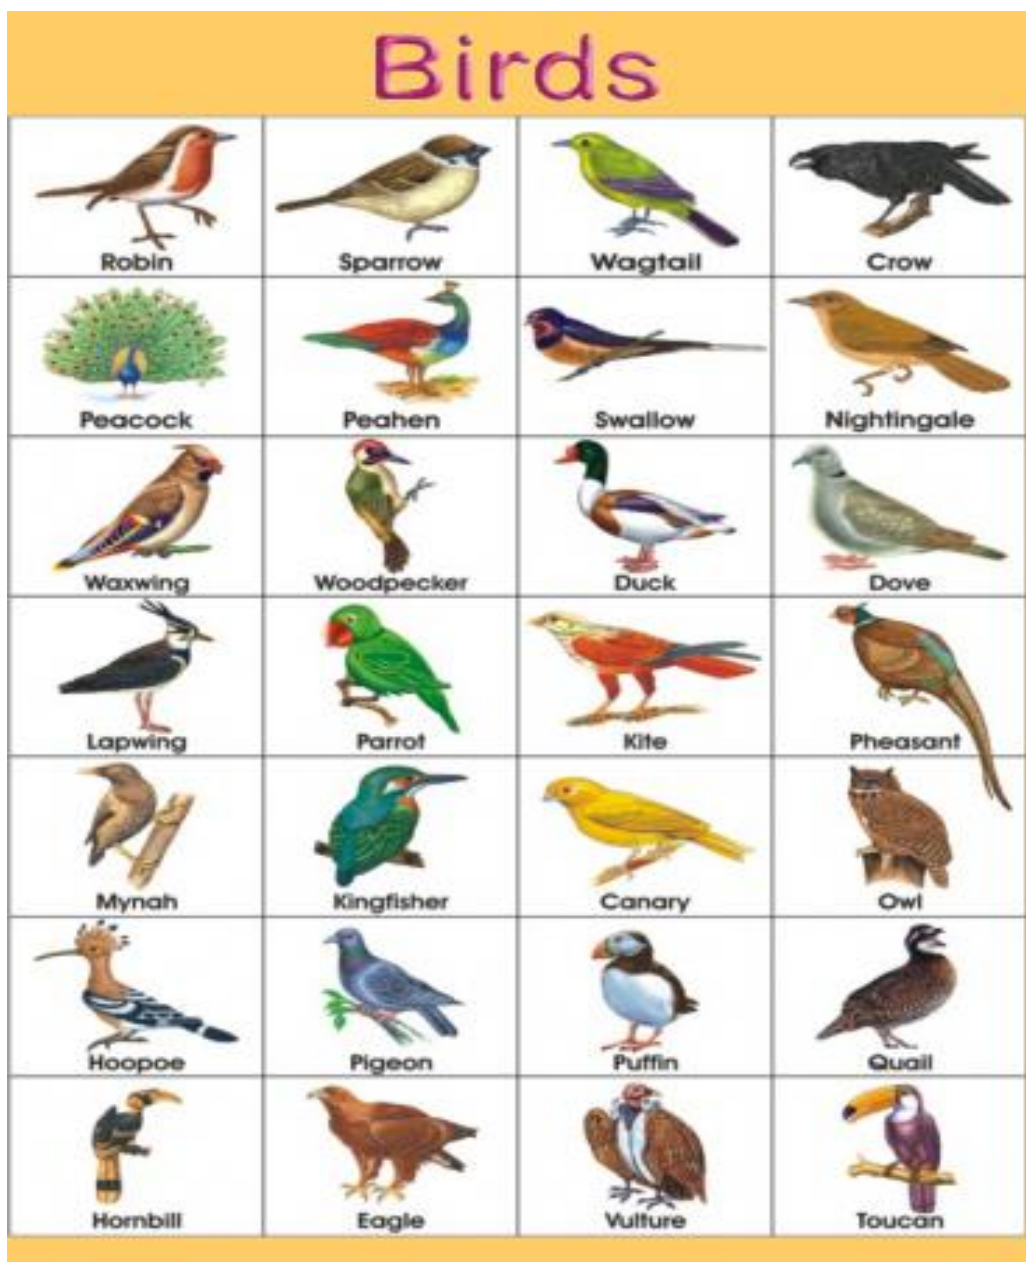 Birds
Robin Sparrow Wagtail Crow
Peacock Peahen Swallow Nightingale
Waxwing Woodpecker Duck Dove
Lapwing Parrot Kite Pheasant
Mynah Kingfisher Canary Owl
Hoopoe Pigeon Puffin Quail
Hornbill Eagle Vulture Toucan